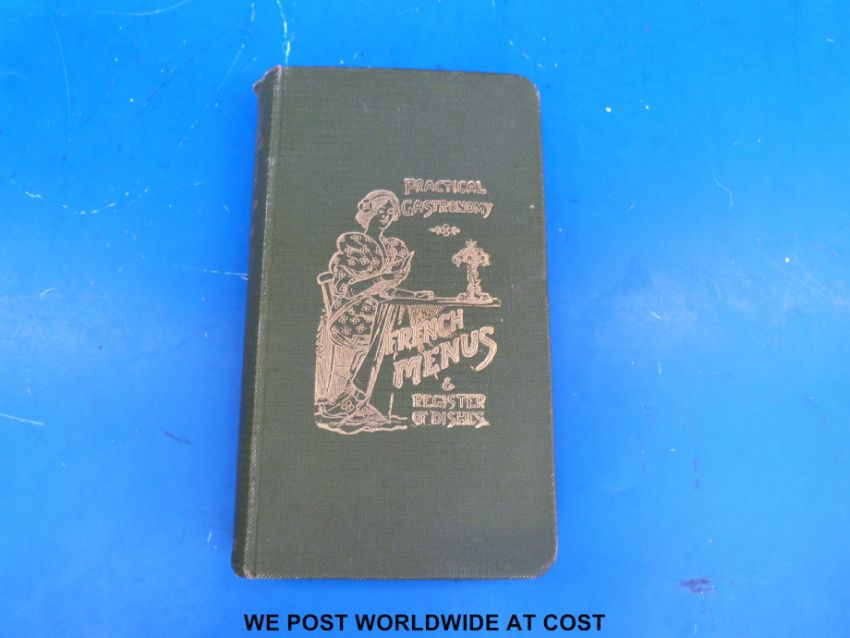 PRACTICAL
GASTRONOMY
FRENCH
MENUS
&
REGISTER
OF DISHES.
WE POST WORLDWIDE AT COST